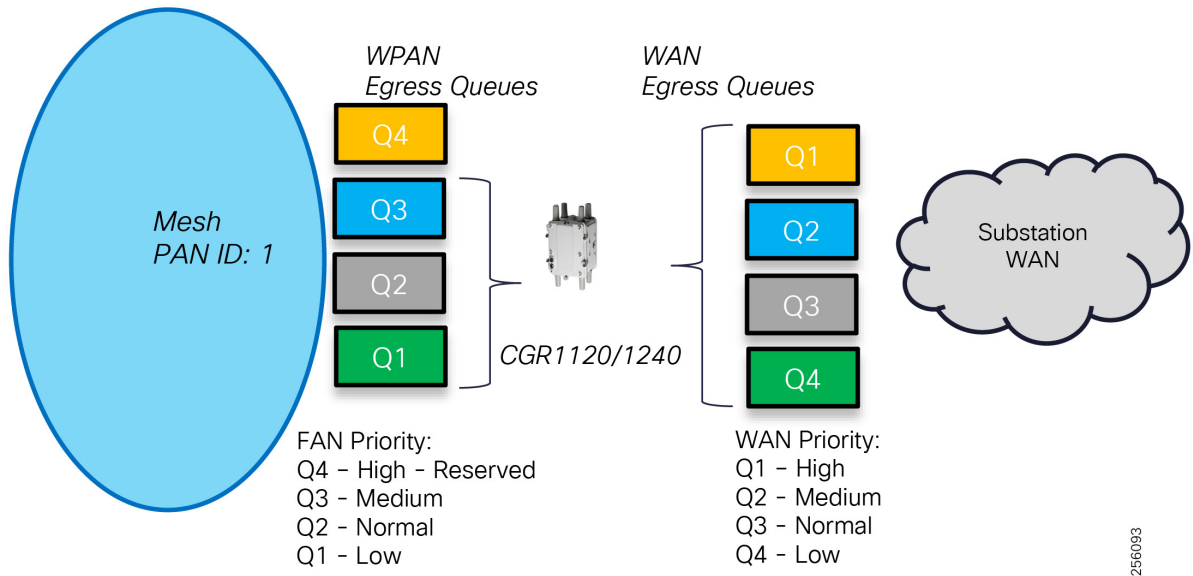 WPAN
Egress Queues
WAN
Egress Queues
Q4
Q3
Q2
Q1
Mesh
PAN ID: 1
CGR1120/1240
Q1
Q2
Q3
Q4
Substation
WAN
FAN Priority:
Q4 – High – Reserved
Q3 – Medium
Q2 – Normal
Q1 – Low
WAN Priority:
Q1 – High
Q2 – Medium
Q3 – Normal
Q4 – Low
256093